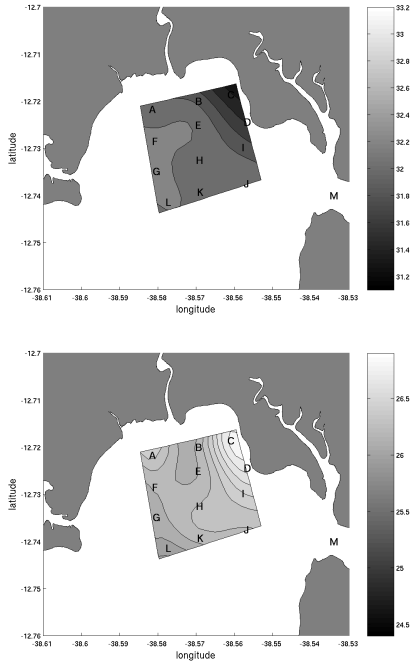 -12.7
-12.71
-12.72
-12.73
-12.74
-12.75
-12.76
latitude
A
B
C
D
E
F
G
H
I
J
K
L
M
-38.61
-38.6
-38.59
-38.58
-38.57
-38.56
-38.55
-38.54
-38.53
longitude
33.2
33
32.8
32.6
32.4
32.2
32
31.8
31.6
31.4
31.2
-12.7
-12.71
-12.72
-12.73
-12.74
-12.75
-12.76
latitude
A
B
C
D
E
F
G
H
I
J
K
L
M
-38.61
-38.6
-38.59
-38.58
-38.57
-38.56
-38.55
-38.54
-38.53
longitude
26.5
26
25.5
25
24.5